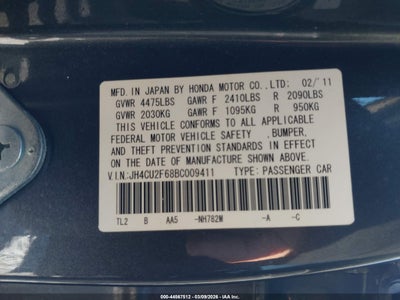 MFD. IN JAPAN BY HONDA MOTOR CO.,LTD: 02/'11
GVWR 4475LBS GAWR F 2410LBS R 2090LBS
GVWR 2030KG GAWR F 1095KG R 950KG
THIS VEHICLE CONFORMS TO ALL APPLICABLE
FEDERAL MOTOR VEHICLE SAFETY , BUMPER,
AND THEFT PREVENTION STANDARDS IN EFFECT
ON THE DATE OF MANUFACTURE SHOWN ABOVE.
V.I.N.:JH4CU2F68BC009411 TYPE: PASSENGER CAR
TL2 B AA5 -NH782M -A -C
000-44567512 - 03/09/2026 - IAA, Inc.